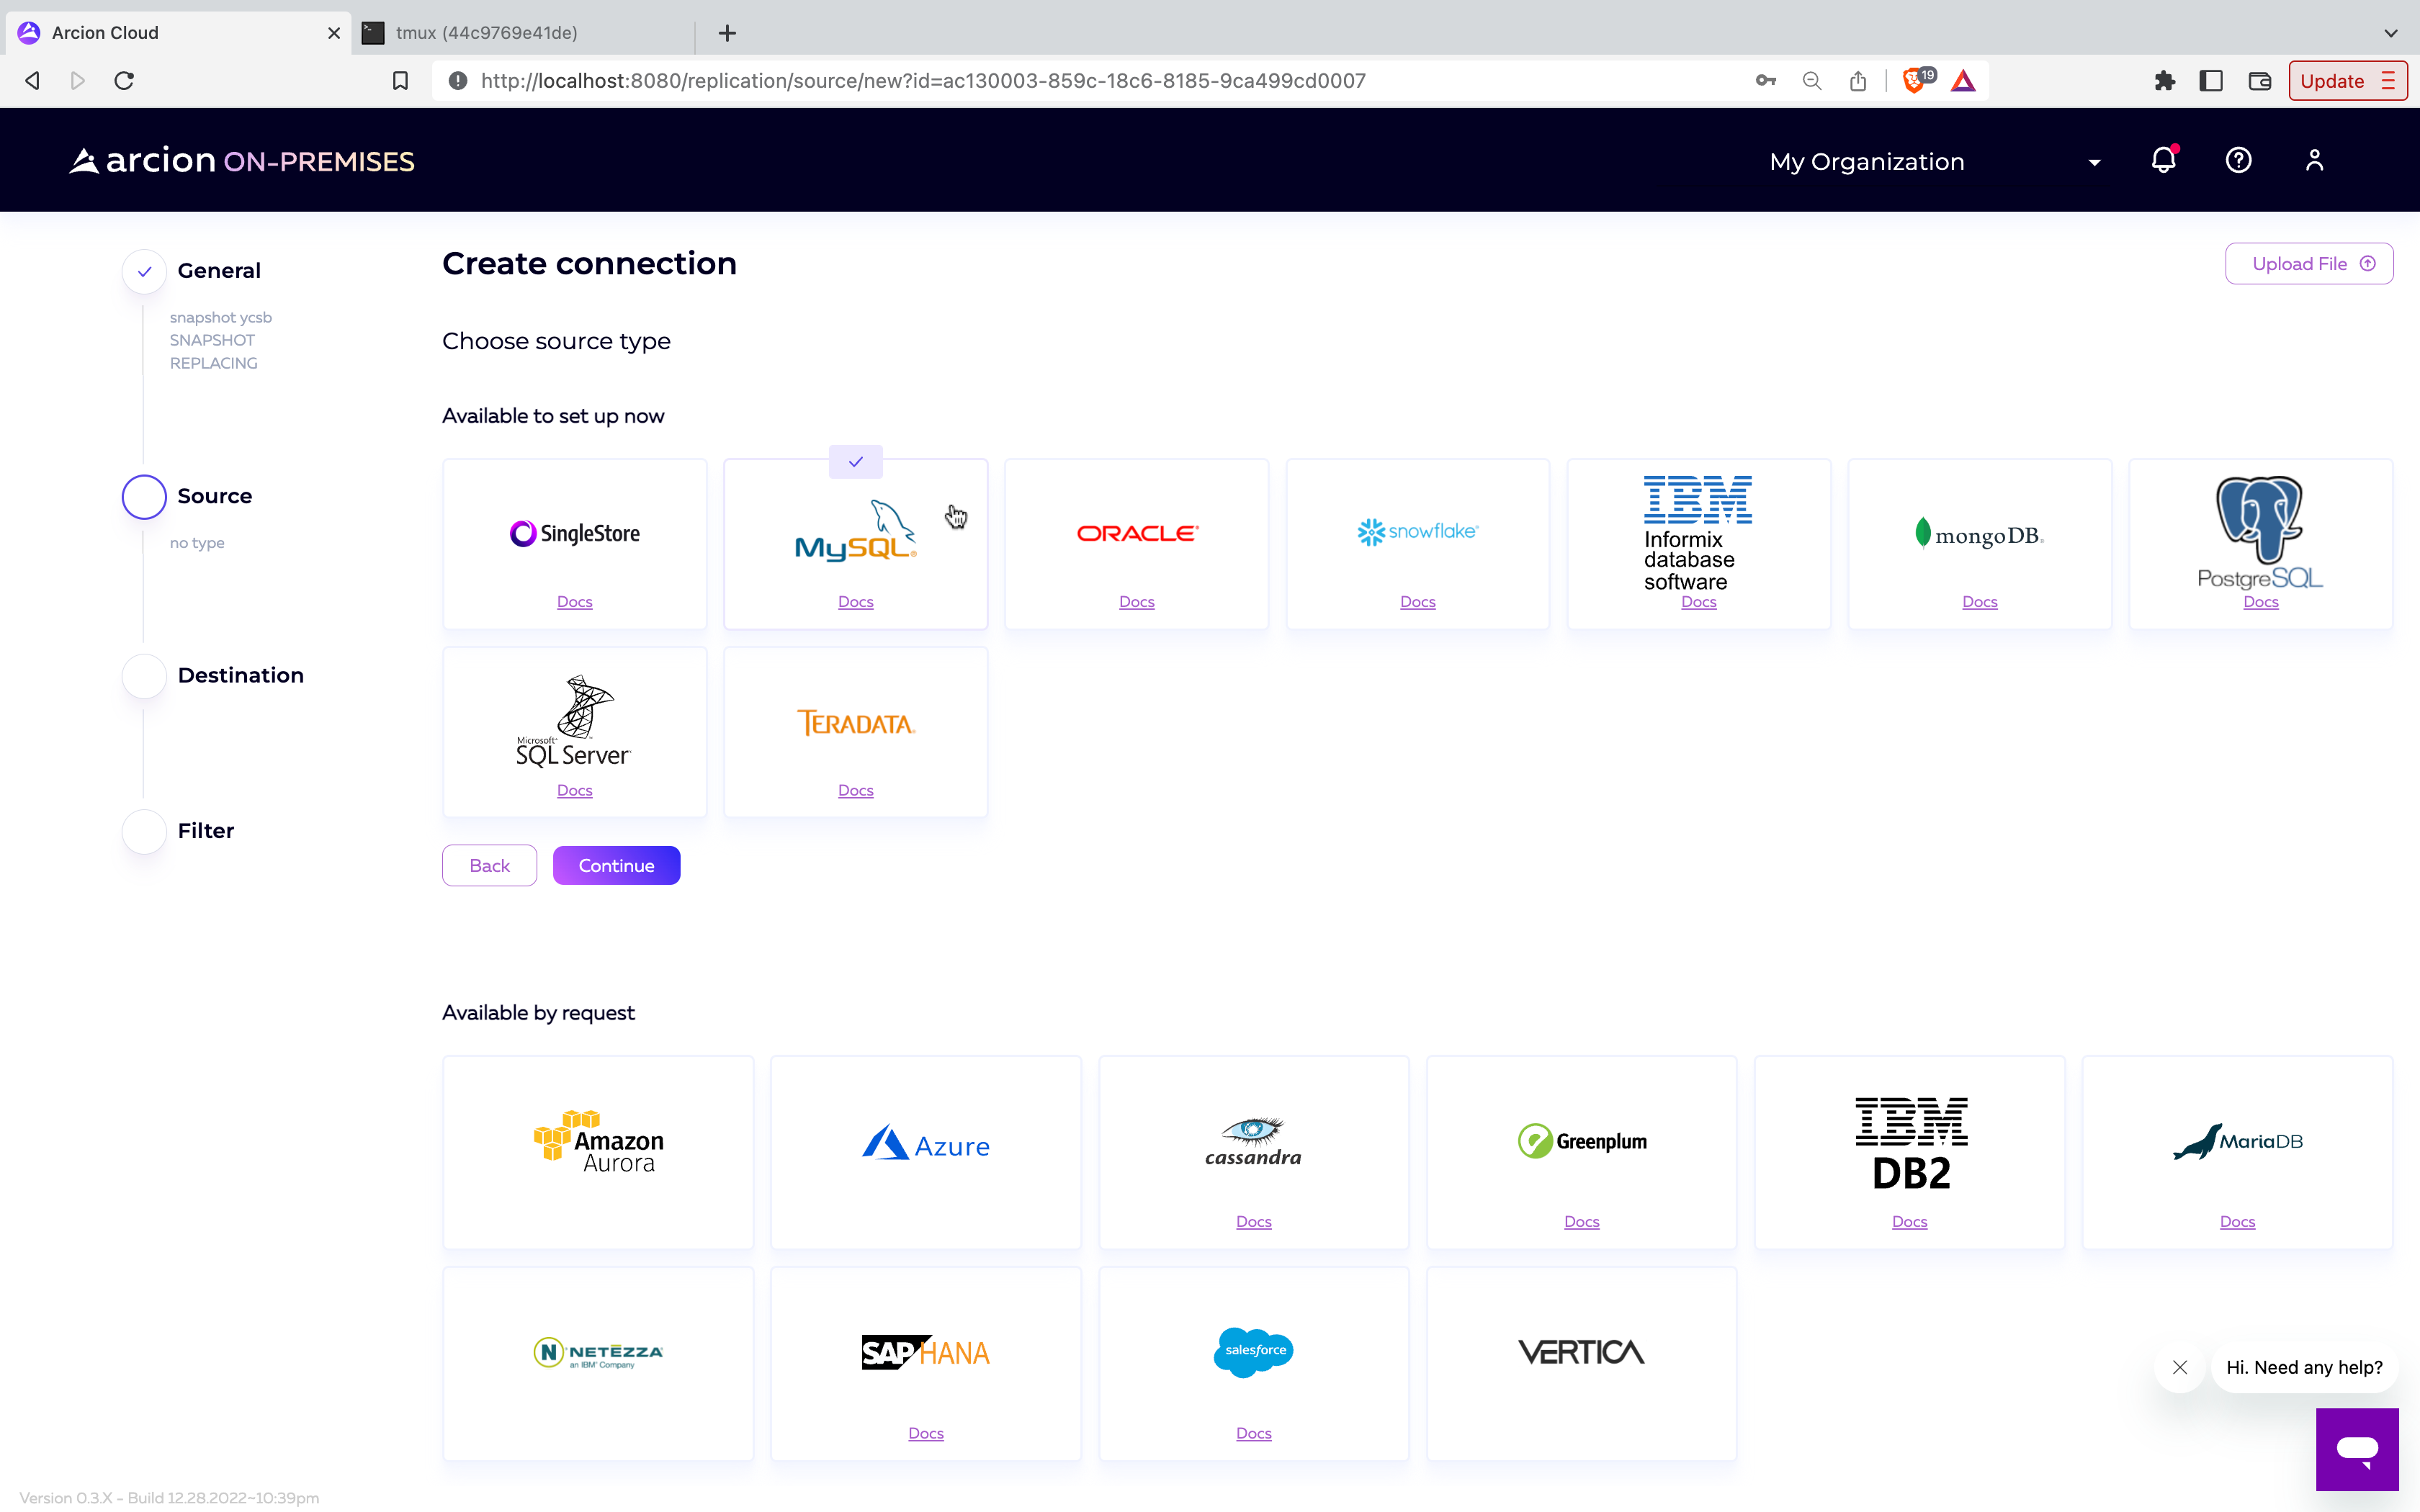 Arcion Cloud
tmux (44c9769e41de)
http://localhost:8080/replication/source/new?id=ac130003-859c-18c6-8185-9ca499cd0007
19
Update
arcion ON-PREMISES
My Organization
General
snapshot ycsb
SNAPSHOT
REPLACING
Source
no type
Destination
Filter
Create connection
Upload File
Choose source type
Available to set up now
SingleStore
Docs
MySQL
Docs
ORACLE
Docs
snowflake
Docs
IBM
Informix
database
software
Docs
mongoDB
Docs
PostgreSQL
Docs
Microsoft
SQL Server
Docs
TERADATA
Docs
Back
Continue
Available by request
Amazon
Aurora
Azure
cassandra
Docs
Greenplum
Docs
IBM
DB2
Docs
MariaDB
Docs
N NETEZZA
an IBM Company
SAP HANA
Docs
salesforce
Docs
VERTICA
Hi. Need any help?
Version 0.3.X - Build 12.28.2022~10:39pm